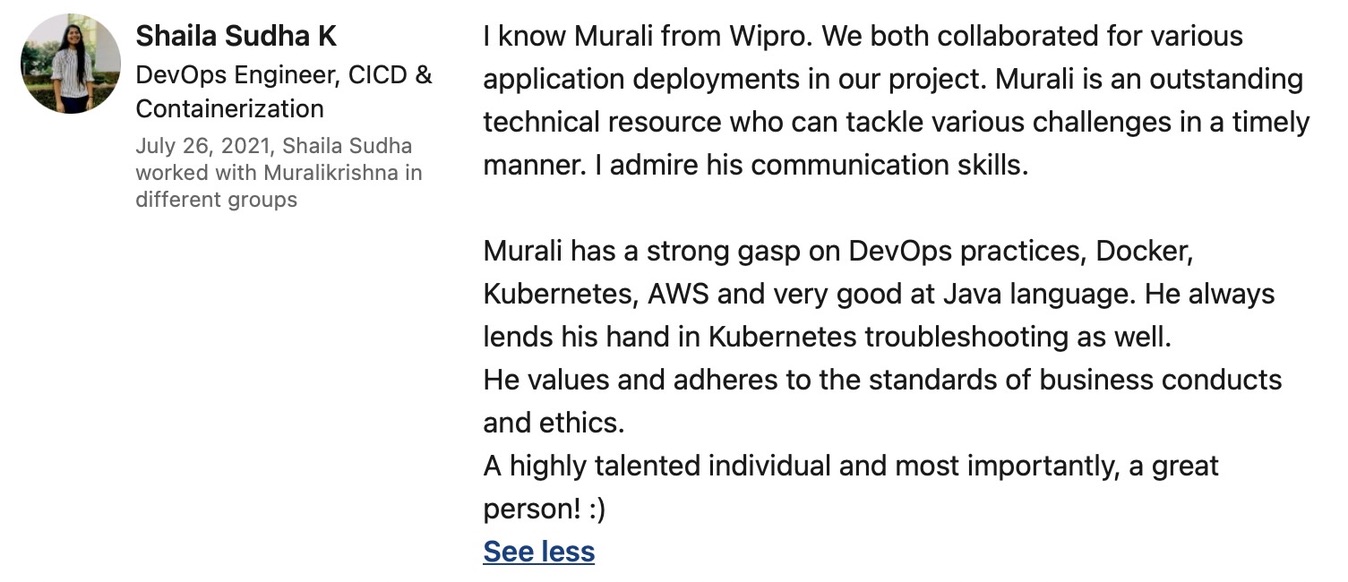 Shaila Sudha K
DevOps Engineer, CICD &
Containerization
July 26, 2021, Shaila Sudha
worked with Muralikrishna in
different groups
I know Murali from Wipro. We both collaborated for various
application deployments in our project. Murali is an outstanding
technical resource who can tackle various challenges in a timely
manner. I admire his communication skills.
Murali has a strong gasp on DevOps practices, Docker,
Kubernetes, AWS and very good at Java language. He always
lends his hand in Kubernetes troubleshooting as well.
He values and adheres to the standards of business conducts
and ethics.
A highly talented individual and most importantly, a great
person! :)
See less